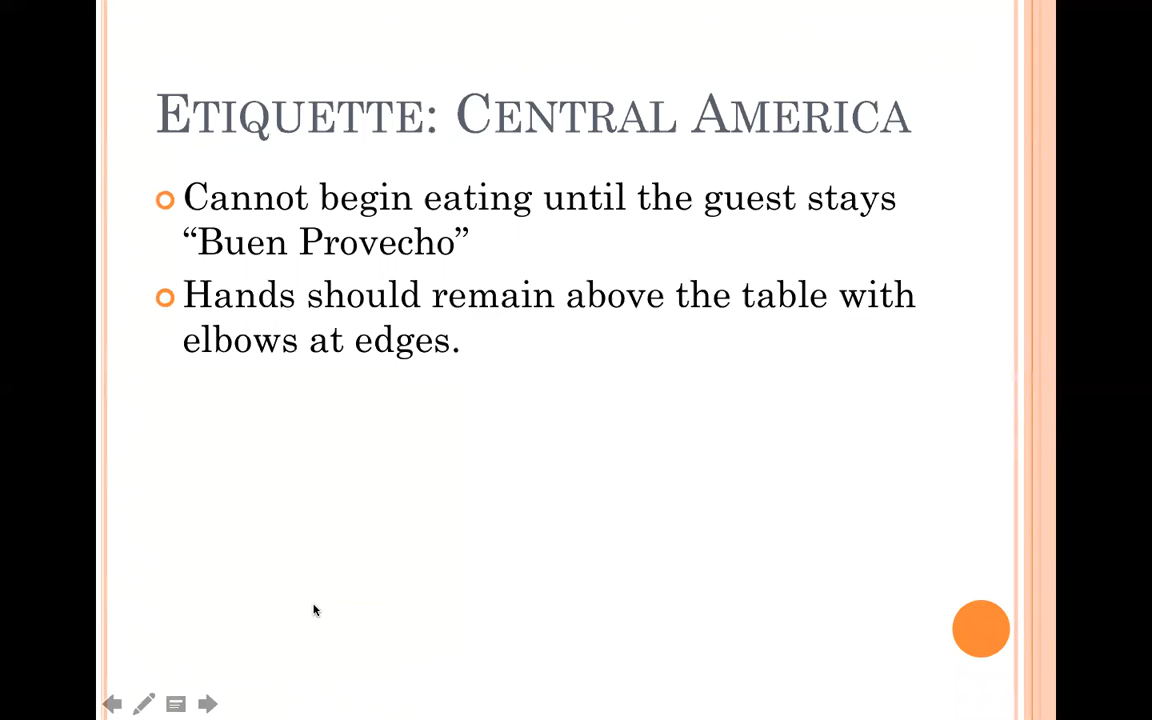 ETIQUETTE: CENTRAL AMERICA
Cannot begin eating until the guest stays
“Buen Provecho”
Hands should remain above the table with
elbows at edges.